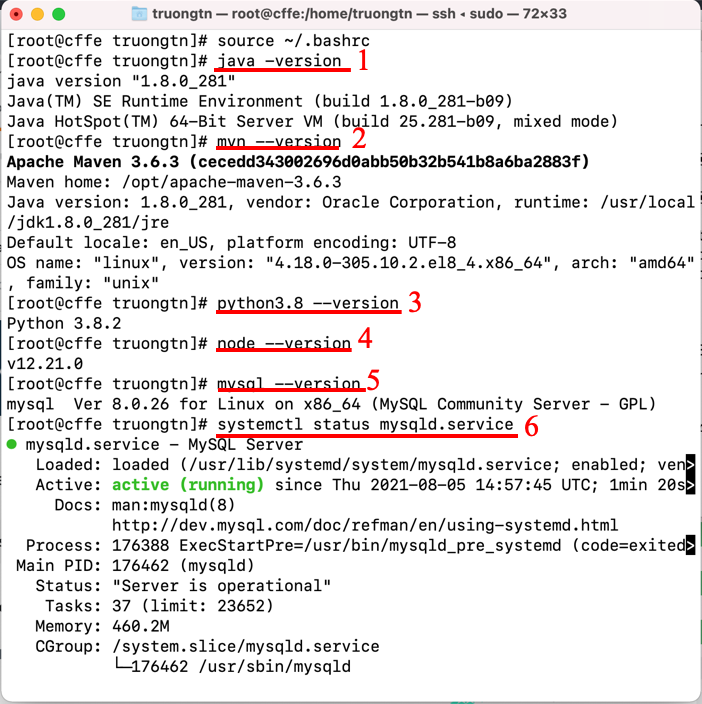 truongtn — root@cffe:/home/truongtn — ssh ◂ sudo — 72×33
[root@cffe truongtn]# source ~/.bashrc
[root@cffe truongtn]# java -version 1
java version "1.8.0_281"
Java(TM) SE Runtime Environment (build 1.8.0_281-b09)
Java HotSpot(TM) 64-Bit Server VM (build 25.281-b09, mixed mode)
[root@cffe truongtn]# mvn --version 2
Apache Maven 3.6.3 (cecedd343002696d0abb50b32b541b8a6ba2883f)
Maven home: /opt/apache-maven-3.6.3
Java version: 1.8.0_281, vendor: Oracle Corporation, runtime: /usr/local
/jdk1.8.0_281/jre
Default locale: en_US, platform encoding: UTF-8
OS name: "linux", version: "4.18.0-305.10.2.el8_4.x86_64", arch: "amd64"
, family: "unix"
[root@cffe truongtn]# python3.8 --version 3
Python 3.8.2
[root@cffe truongtn]# node --version 4
v12.21.0
[root@cffe truongtn]# mysql --version 5
mysql  Ver 8.0.26 for Linux on x86_64 (MySQL Community Server - GPL)
[root@cffe truongtn]# systemctl status mysqld.service 6
● mysqld.service - MySQL Server
Loaded: loaded (/usr/lib/systemd/system/mysqld.service; enabled; ven>
Active: active (running) since Thu 2021-08-05 14:57:45 UTC; 1min 20s>
Docs: man:mysqld(8)
http://dev.mysql.com/doc/refman/en/using-systemd.html
Process: 176388 ExecStartPre=/usr/bin/mysqld_pre_systemd (code=exited>
Main PID: 176462 (mysqld)
Status: "Server is operational"
Tasks: 37 (limit: 23652)
Memory: 460.2M
CGroup: /system.slice/mysqld.service
└─176462 /usr/sbin/mysqld